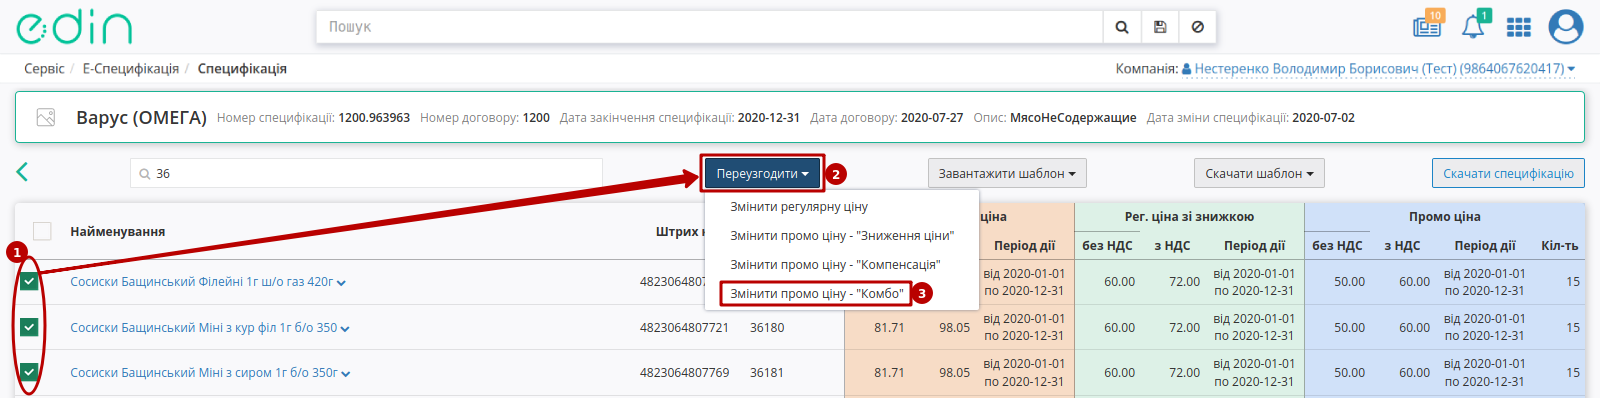 edin
Пошук
10
1
Сервіс / Е-Специфікація / Специфікація
Компанія: Нестеренко Володимир Борисович (Тест) (9864067620417)
Варус (ОМЕГА) Номер специфікації: 1200.963963 Номер договору: 1200 Дата закінчення специфікації: 2020-12-31 Дата договору: 2020-07-27 Опис: МясоНеСодержащие Дата зміни специфікації: 2020-07-02
36
Переузгодити
2
Завантажити шаблон
Скачати шаблон
Скачати специфікацію
Змінити регулярну ціну
Змінити промо ціну - "Зниження ціни"
Змінити промо ціну - "Компенсація"
Змінити промо ціну - "Комбо"
3
1
Найменування Штрих ціна Рег. ціна зі знижкою Промо ціна
Період дії без НДС з НДС Період дії без НДС з НДС Період дії Кіл-ть
Сосиски Бащинський Філейні 1г ш/о газ 420г 482306480 від 2020-01-01 по 2020-12-31 60.00 72.00 від 2020-01-01 по 2020-12-31 50.00 60.00 від 2020-01-01 по 2020-12-31 15
Сосиски Бащинський Міні з кур філ 1г б/о 350 4823064807721 36180 81.71 98.05 від 2020-01-01 по 2020-12-31 60.00 72.00 від 2020-01-01 по 2020-12-31 50.00 60.00 від 2020-01-01 по 2020-12-31 15
Сосиски Бащинський Міні з сиром 1г б/о 350г 4823064807769 36181 81.71 98.05 від 2020-01-01 по 2020-12-31 60.00 72.00 від 2020-01-01 по 2020-12-31 50.00 60.00 від 2020-01-01 по 2020-12-31 15